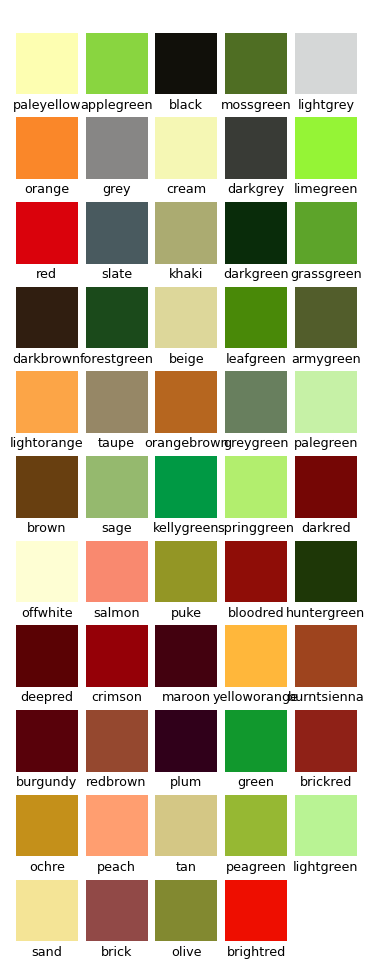 paleyellow applegreen black mossgreen lightgrey
orange grey cream darkgrey limegreen
red slate khaki darkgreen grassgreen
darkbrown forestgreen beige leafgreen armygreen
lightorange taupe orangebrown greygreen palegreen
brown sage kellygreen springgreen darkred
offwhite salmon puke bloodred huntergreen
deepred crimson maroon yelloworange burntsienna
burgundy redbrown plum green brickred
ochre peach tan peagreen lightgreen
sand brick olive brightred